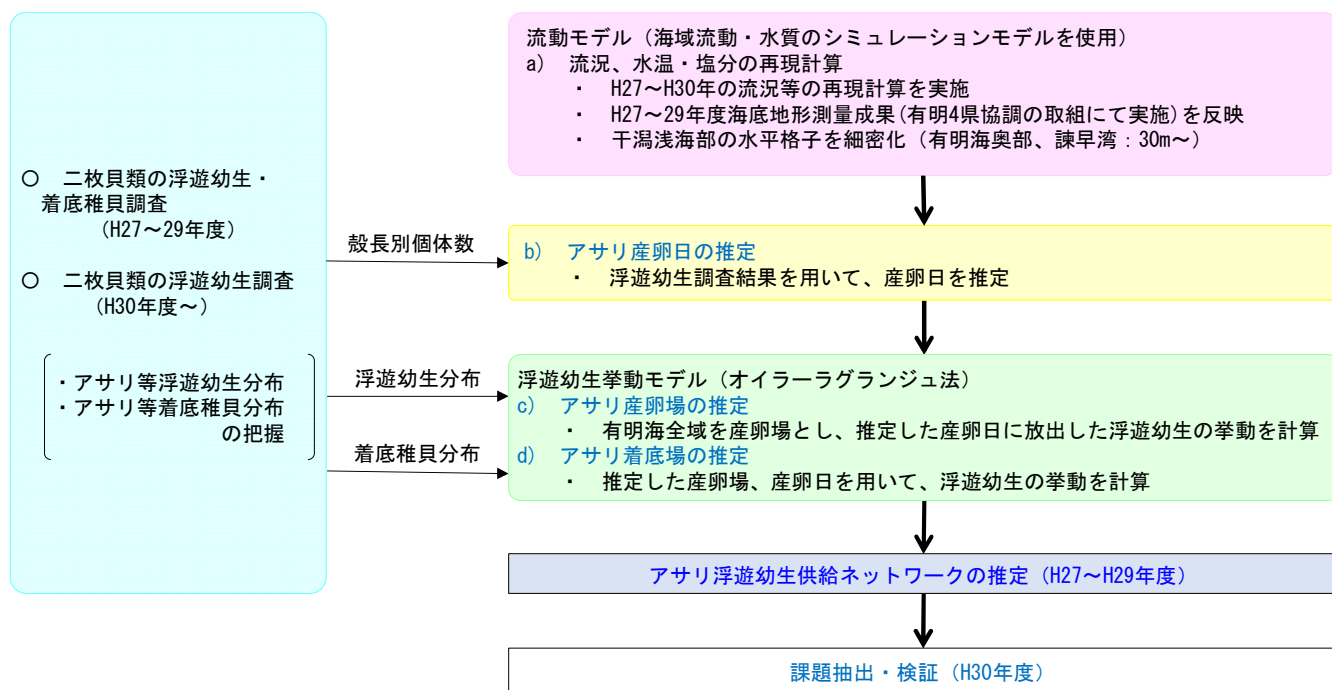 ○　二枚貝類の浮遊幼生・
着底稚貝調査
（H27～29年度）
○　二枚貝類の浮遊幼生調査
（H30年度～）
・アサリ等浮遊幼生分布
・アサリ等着底稚貝分布
の把握
殻長別個体数
浮遊幼生分布
着底稚貝分布
流動モデル（海域流動・水質のシミュレーションモデルを使用）
a)　流況、水温・塩分の再現計算
・　H27～H30年の流況等の再現計算を実施
・　H27～29年度海底地形測量成果(有明4県協調の取組にて実施)を反映
・　干潟浅海部の水平格子を細密化（有明海奥部、諫早湾：30m～）
b)　アサリ産卵日の推定
・　浮遊幼生調査結果を用いて、産卵日を推定
浮遊幼生挙動モデル（オイラーラグランジュ法）
c)　アサリ産卵場の推定
・　有明海全域を産卵場とし、推定した産卵日に放出した浮遊幼生の挙動を計算
d)　アサリ着底場の推定
・　推定した産卵場、産卵日を用いて、浮遊幼生の挙動を計算
アサリ浮遊幼生供給ネットワークの推定（H27～H29年度）
課題抽出・検証（H30年度）